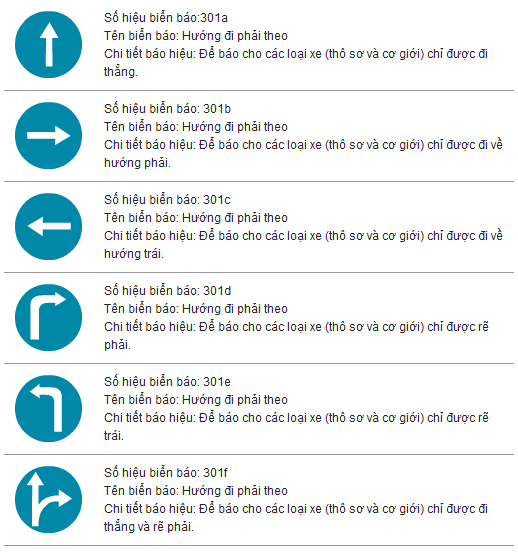 Số hiệu biển báo:301a
Tên biển báo: Hướng đi phải theo
Chi tiết báo hiệu: Để báo cho các loại xe (thô sơ và cơ giới) chỉ được đi
thẳng.
Số hiệu biển báo: 301b
Tên biển báo: Hướng đi phải theo
Chi tiết báo hiệu: Để báo cho các loại xe (thô sơ và cơ giới) chỉ được đi về
hướng phải.
Số hiệu biển báo: 301c
Tên biển báo: Hướng đi phải theo
Chi tiết báo hiệu: Để báo cho các loại xe (thô sơ và cơ giới) chỉ được đi về
hướng trái.
Số hiệu biển báo: 301d
Tên biển báo: Hướng đi phải theo
Chi tiết báo hiệu: Để báo cho các loại xe (thô sơ và cơ giới) chỉ được rẽ
phải.
Số hiệu biển báo: 301e
Tên biển báo: Hướng đi phải theo
Chi tiết báo hiệu: Để báo cho các loại xe (thô sơ và cơ giới) chỉ được rẽ
trái.
Số hiệu biển báo: 301f
Tên biển báo: Hướng đi phải theo
Chi tiết báo hiệu: Để báo cho các loại xe (thô sơ và cơ giới) chỉ được đi
thẳng và rẽ phải.